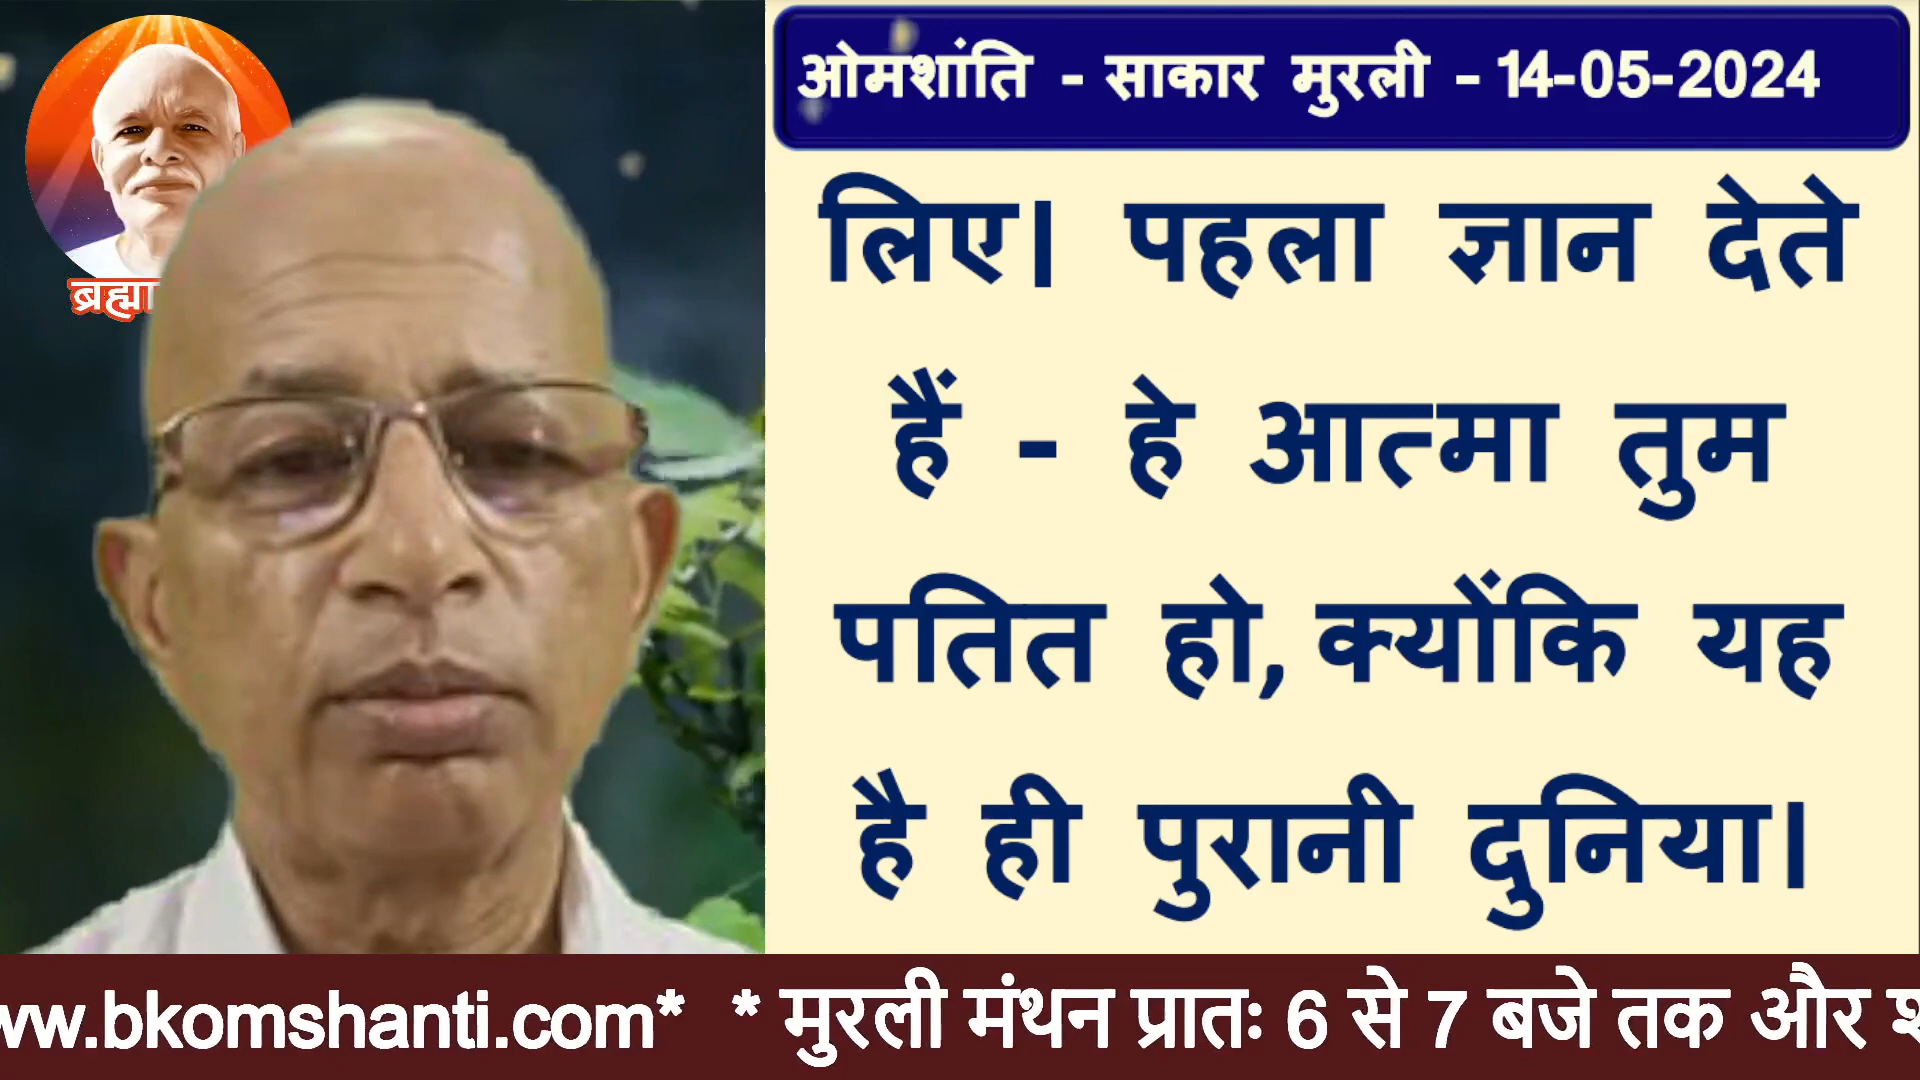 ओमशांति - साकार मुरली - 14-05-2024
ब्रह्मा
लिए। पहला ज्ञान देते
हैं - हे आत्मा तुम
पतित हो, क्योंकि यह
है ही पुरानी दुनिया।
www.bkomshanti.com* * मुरली मंथन प्रातः 6 से 7 बजे तक और